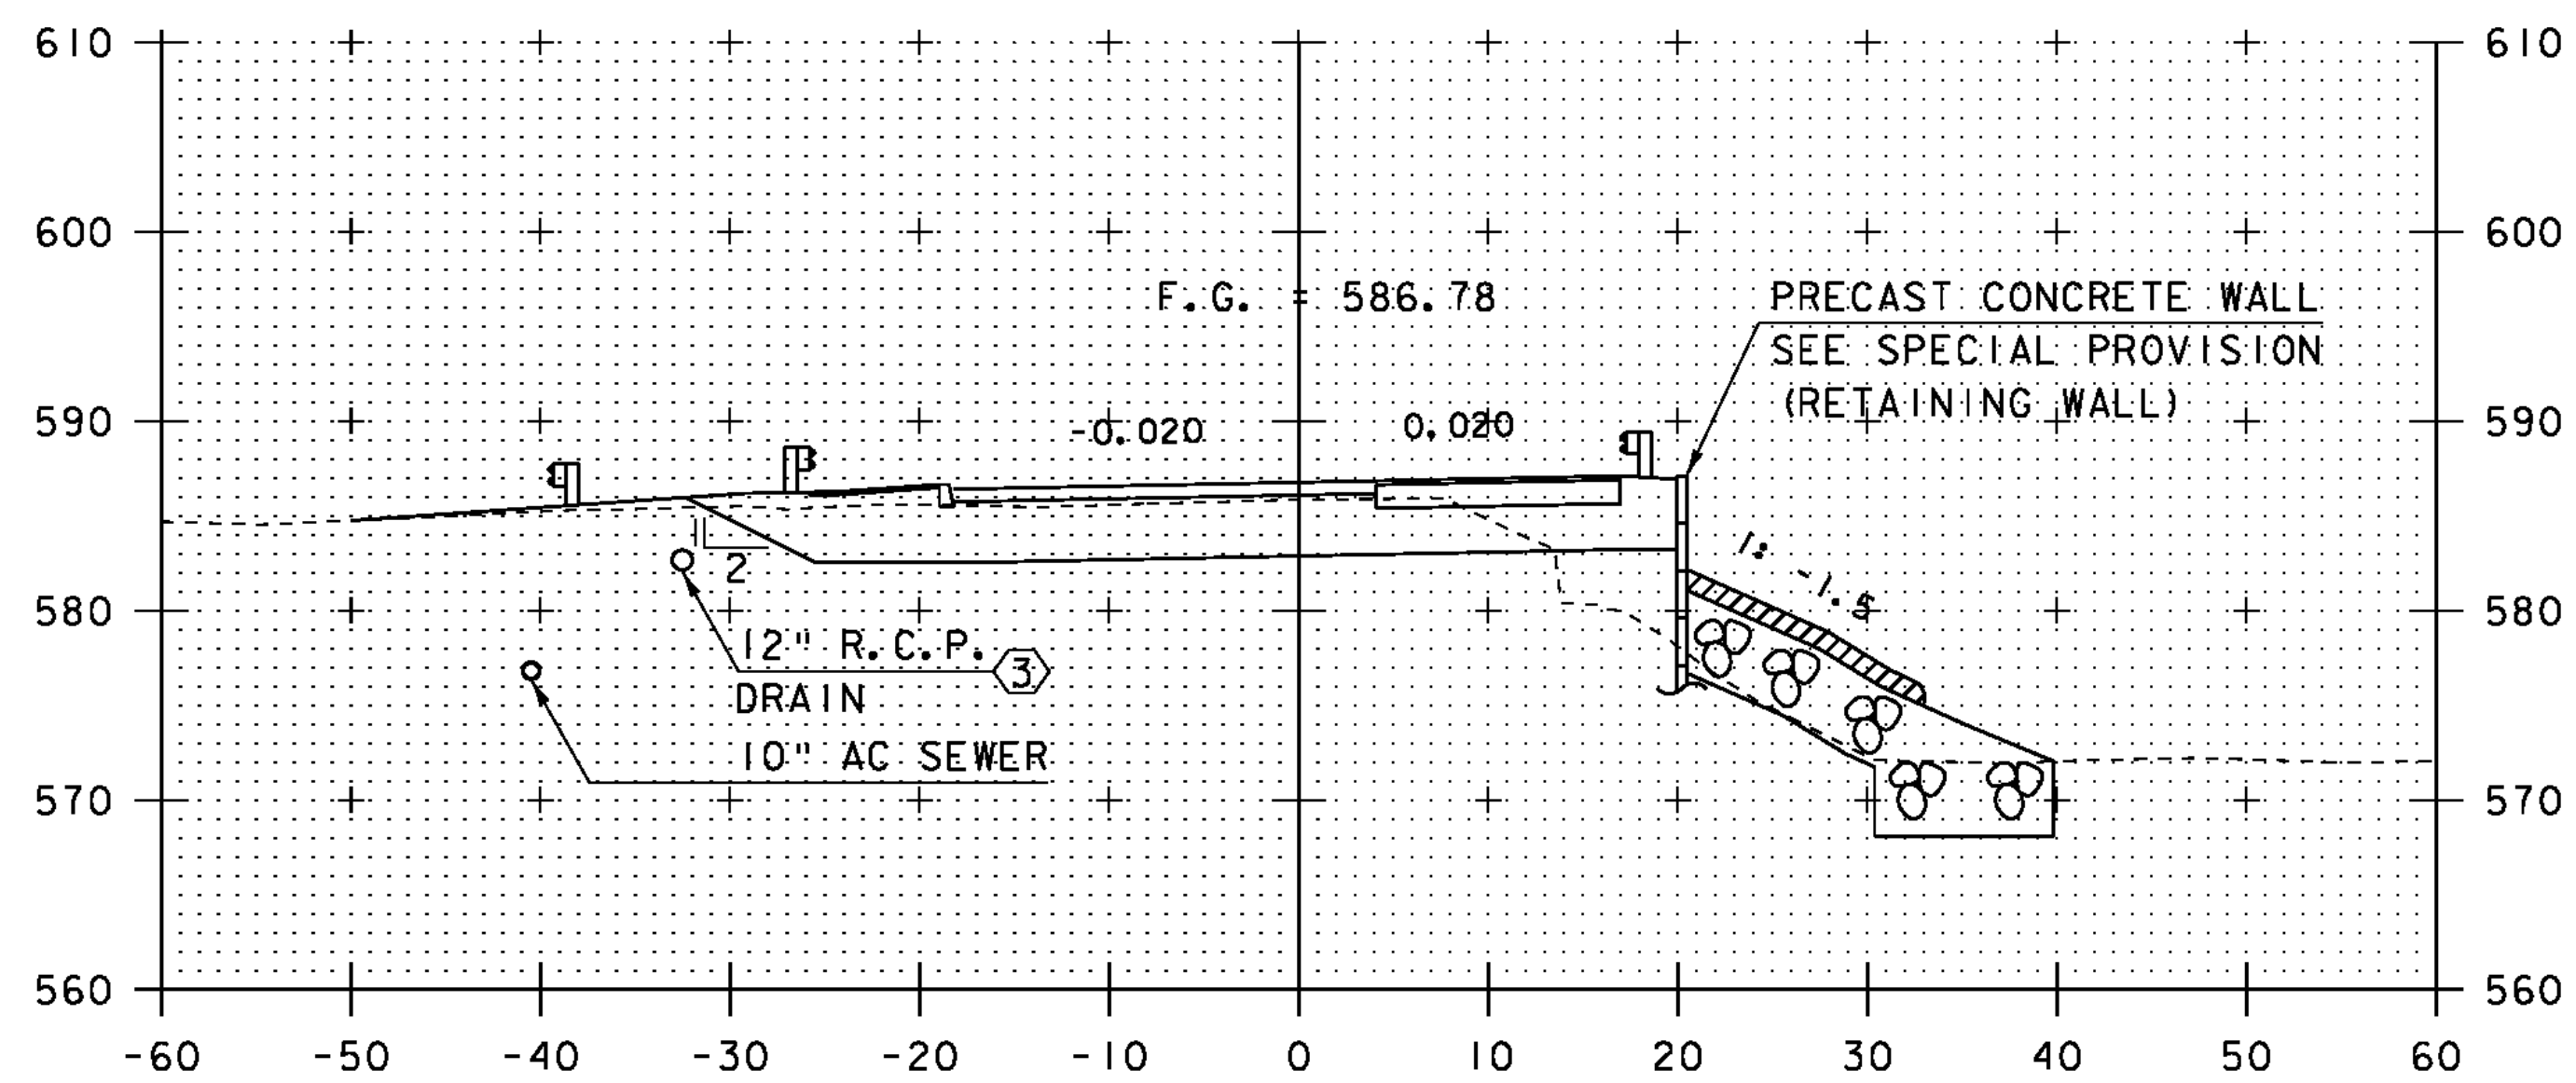 610 610
600 600
F.G. = 586.78
PRECAST CONCRETE WALL
SEE SPECIAL PROVISION
(RETAINING WALL)
590 590
-0.020 0.020
1: -1.5
2
580 580
12" R.C.P.
DRAIN
3
10" AC SEWER
570 570
560 560
-60 -50 -40 -30 -20 -10 0 10 20 30 40 50 60